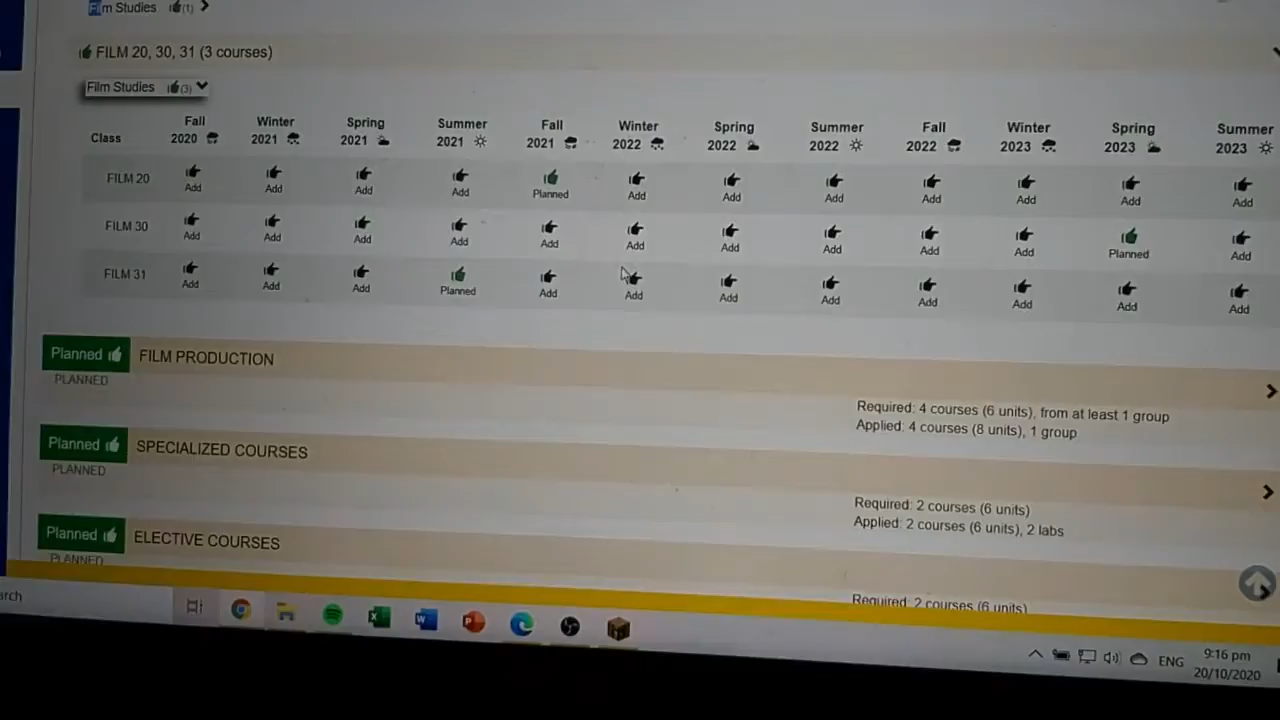 Film Studies (1)
FILM 20, 30, 31 (3 courses)
Film Studies (3)
Class Fall 2020 Winter 2021 Spring 2021 Summer 2021 Fall 2021 Winter 2022 Spring 2022 Summer 2022 Fall 2022 Winter 2023 Spring 2023 Summer 2023
FILM 20 Add Add Add Add Planned Add Add Add Add Add Add Add
FILM 30 Add Add Add Add Add Add Add Add Add Add Planned Add
FILM 31 Add Add Add Planned Add Add Add Add Add Add Add Add
Planned FILM PRODUCTION
PLANNED
Required: 4 courses (6 units), from at least 1 group
Applied: 4 courses (8 units), 1 group
Planned SPECIALIZED COURSES
PLANNED
Required: 2 courses (6 units)
Applied: 2 courses (6 units), 2 labs
Planned ELECTIVE COURSES
PLANNED
Required: 2 courses (6 units)
arch
ENG
9:16 pm
20/10/2020